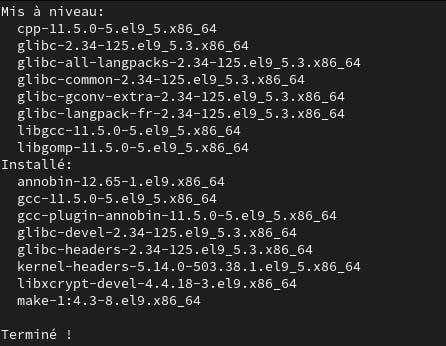 Mis à niveau:
cpp-11.5.0-5.el9_5.x86_64
glibc-2.34-125.el9_5.3.x86_64
glibc-all-langpacks-2.34-125.el9_5.3.x86_64
glibc-common-2.34-125.el9_5.3.x86_64
glibc-gconv-extra-2.34-125.el9_5.3.x86_64
glibc-langpack-fr-2.34-125.el9_5.3.x86_64
libgcc-11.5.0-5.el9_5.x86_64
libgomp-11.5.0-5.el9_5.x86_64
Installé:
annobin-12.65-1.el9.x86_64
gcc-11.5.0-5.el9_5.x86_64
gcc-plugin-annobin-11.5.0-5.el9_5.x86_64
glibc-devel-2.34-125.el9_5.3.x86_64
glibc-headers-2.34-125.el9_5.3.x86_64
kernel-headers-5.14.0-503.38.1.el9_5.x86_64
libxcrypt-devel-4.4.18-3.el9.x86_64
make-1:4.3-8.el9.x86_64
Terminé !